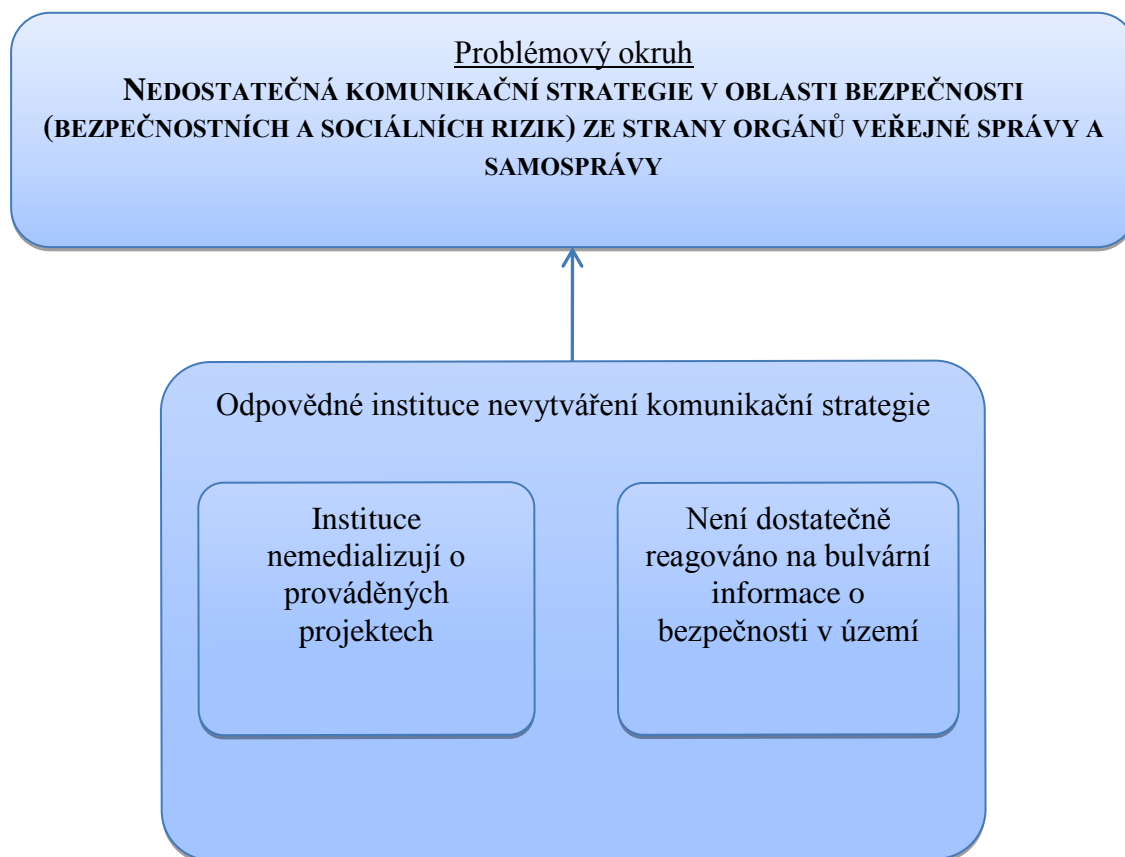 Problémový okruh
NEDOSTATEČNÁ KOMUNIKAČNÍ STRATEGIE V OBLASTI BEZPEČNOSTI
(BEZPEČNOSTNÍCH A SOCIÁLNÍCH RIZIK) ZE STRANY ORGÁNŮ VEŘEJNÉ SPRÁVY A
SAMOSPRÁVY
Odpovědné instituce nevytváření komunikační strategie
Instituce
nemedializují o
prováděných
projektech
Není dostatečně
reagováno na bulvární
informace o
bezpečnosti v území